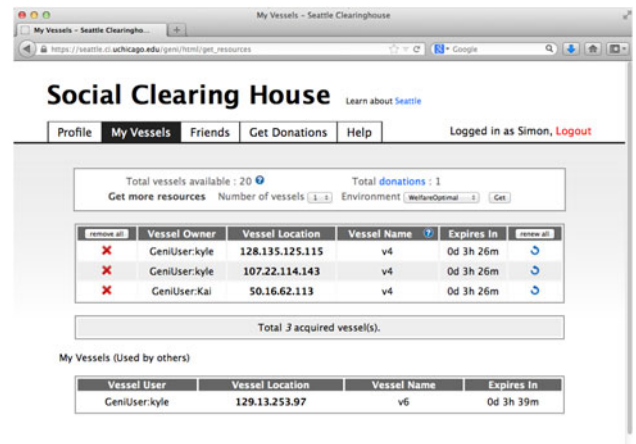 My Vessels – Seattle Clearinghouse
My Vessels – Seattle Clearingho...
https://seattle.ci.uchicago.edu/geni/html/get_resources
Google
Social Clearing House Learn about Seattle
Profile My Vessels Friends Get Donations Help Logged in as Simon, Logout
Total vessels available : 20 Total donations : 1
Get more resources Number of vessels 1 Environment WelfareOptimal Get
remove all Vessel Owner Vessel Location Vessel Name Expires In renew all
GeniUser:kyle 128.135.125.115 v4 0d 3h 26m
GeniUser:kyle 107.22.114.143 v4 0d 3h 26m
GeniUser:Kai 50.16.62.113 v4 0d 3h 26m
Total 3 acquired vessel(s).
My Vessels (Used by others)
Vessel User Vessel Location Vessel Name Expires In
GeniUser:kyle 129.13.253.97 v6 0d 3h 39m